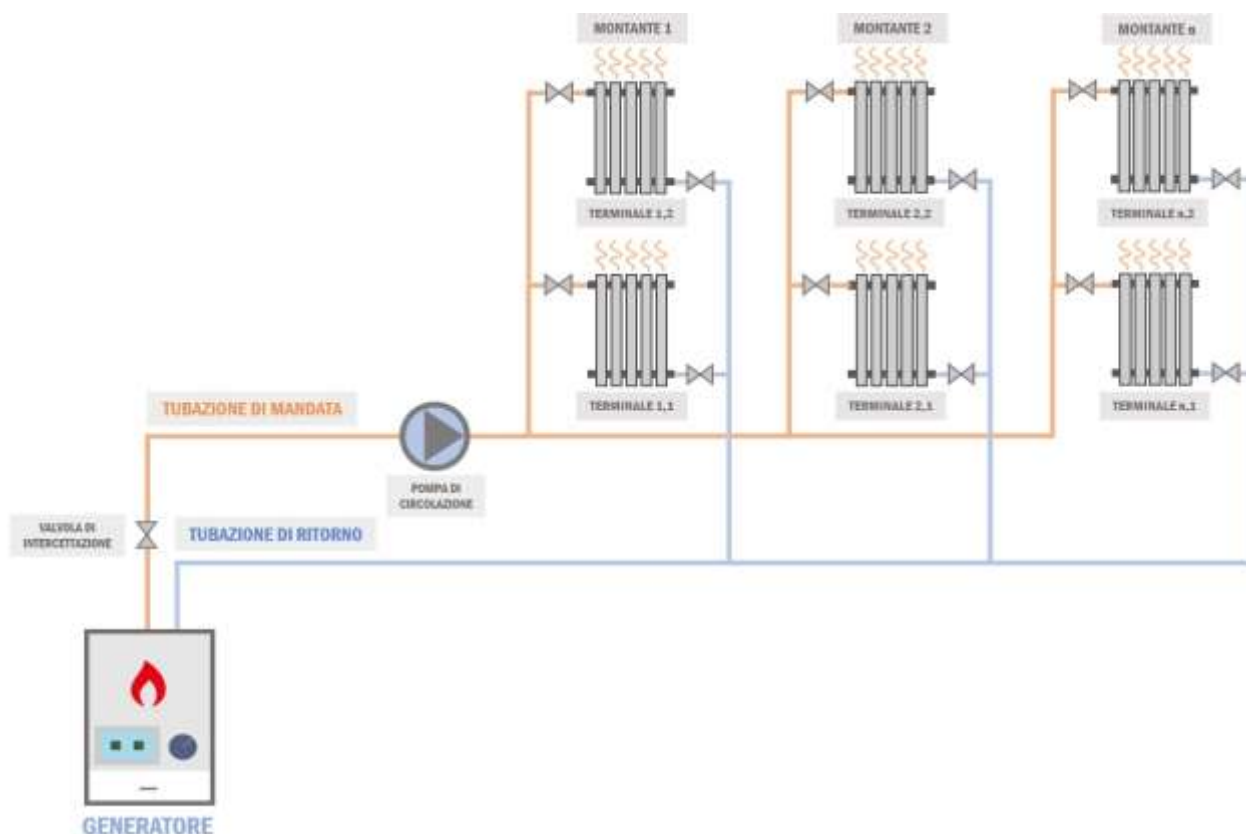 MONTANTE 1
MONTANTE 2
MONTANTE n
TERMINALE 1,2
TERMINALE 2,2
TERMINALE n,2
TERMINALE 1,1
TERMINALE 2,1
TERMINALE n,1
TUBAZIONE DI MANDATA
POMPA DI
CIRCOLAZIONE
VALVOLA DI
INTERCETTAZIONE
TUBAZIONE DI RITORNO
GENERATORE